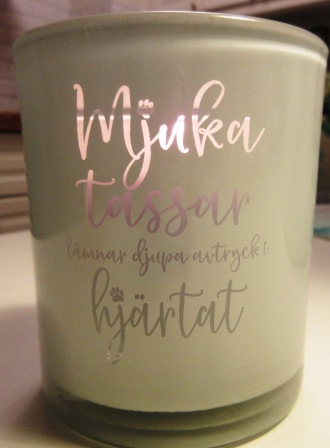 Mjuka
tassar
lämnar djupa avtryck i
hjärtat